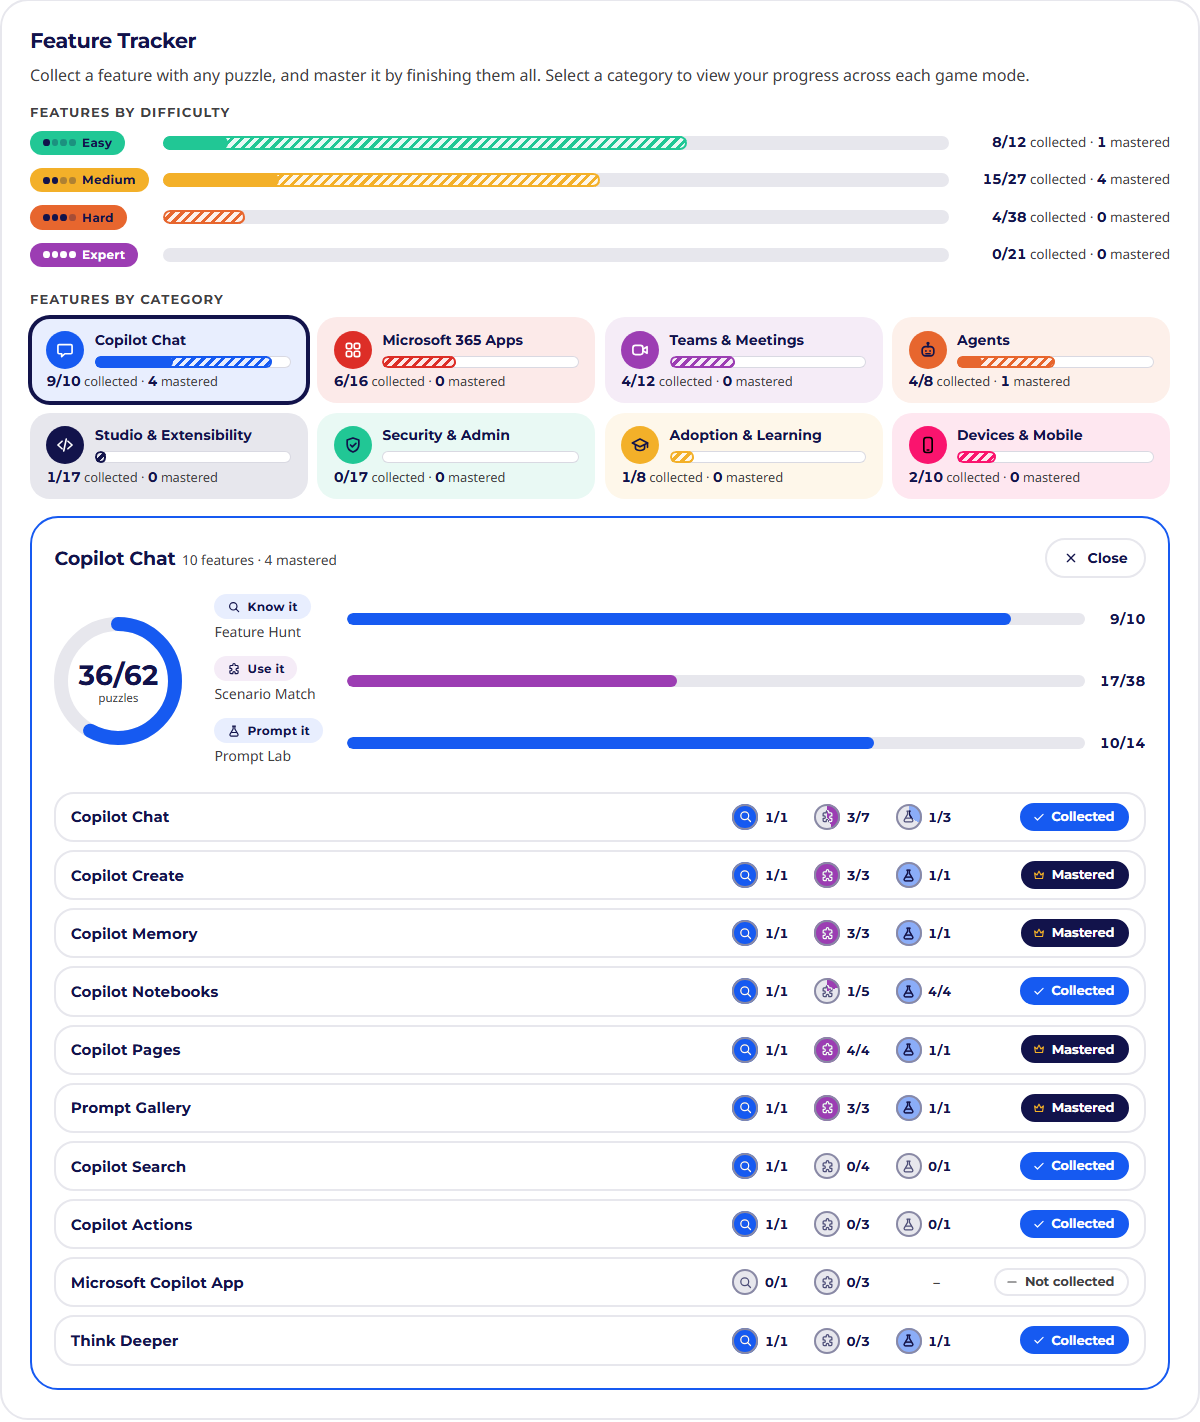 Feature Tracker
Collect a feature with any puzzle, and master it by finishing them all. Select a category to view your progress across each game mode.
FEATURES BY DIFFICULTY
Easy 8/12 collected · 1 mastered
Medium 15/27 collected · 4 mastered
Hard 4/38 collected · 0 mastered
Expert 0/21 collected · 0 mastered
FEATURES BY CATEGORY
Copilot Chat
9/10 collected · 4 mastered
Microsoft 365 Apps
6/16 collected · 0 mastered
Teams & Meetings
4/12 collected · 0 mastered
Agents
4/8 collected · 1 mastered
Studio & Extensibility
1/17 collected · 0 mastered
Security & Admin
0/17 collected · 0 mastered
Adoption & Learning
1/8 collected · 0 mastered
Devices & Mobile
2/10 collected · 0 mastered
Copilot Chat 10 features · 4 mastered
Close
36/62
puzzles
Know it
Feature Hunt
9/10
Use it
Scenario Match
17/38
Prompt it
Prompt Lab
10/14
Copilot Chat 1/1 3/7 1/3 Collected
Copilot Create 1/1 3/3 1/1 Mastered
Copilot Memory 1/1 3/3 1/1 Mastered
Copilot Notebooks 1/1 1/5 4/4 Collected
Copilot Pages 1/1 4/4 1/1 Mastered
Prompt Gallery 1/1 3/3 1/1 Mastered
Copilot Search 1/1 0/4 0/1 Collected
Copilot Actions 1/1 0/3 0/1 Collected
Microsoft Copilot App 0/1 0/3 – Not collected
Think Deeper 1/1 0/3 1/1 Collected